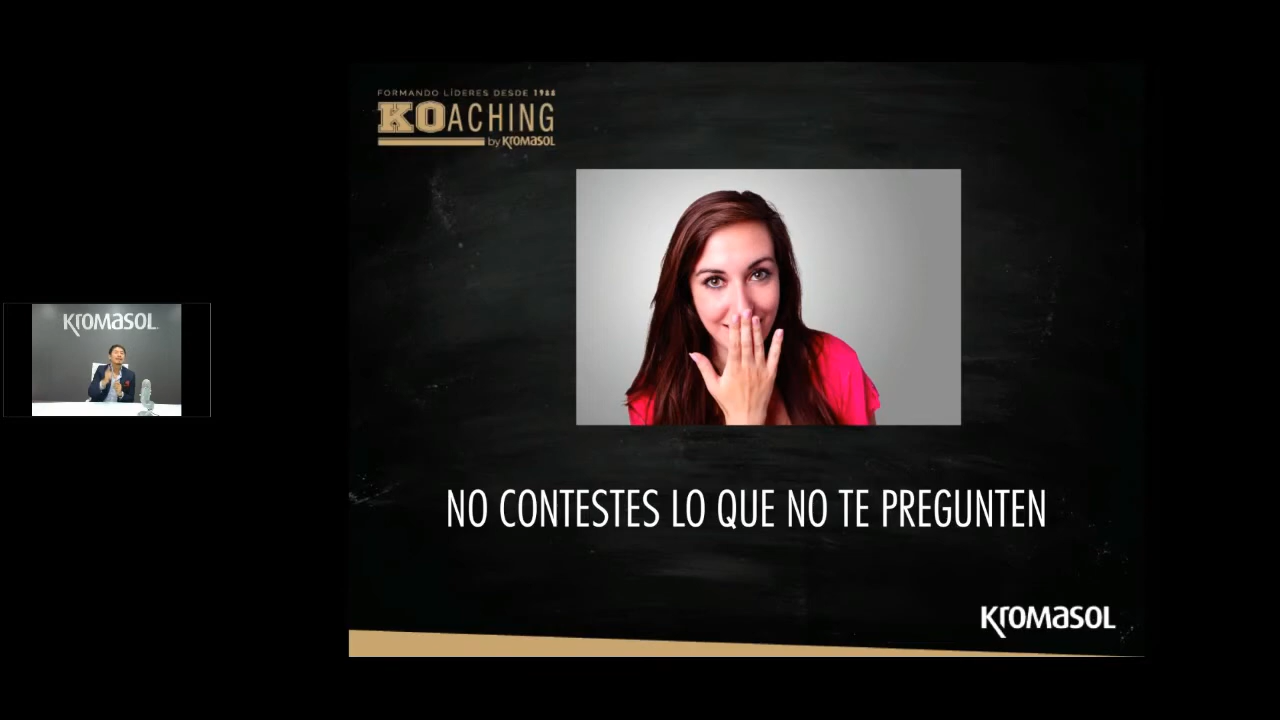 FORMANDO LÍDERES DESDE 1988
KOACHING
by KROMASOL
KROMASOL
NO CONTESTES LO QUE NO TE PREGUNTEN
KROMASOL